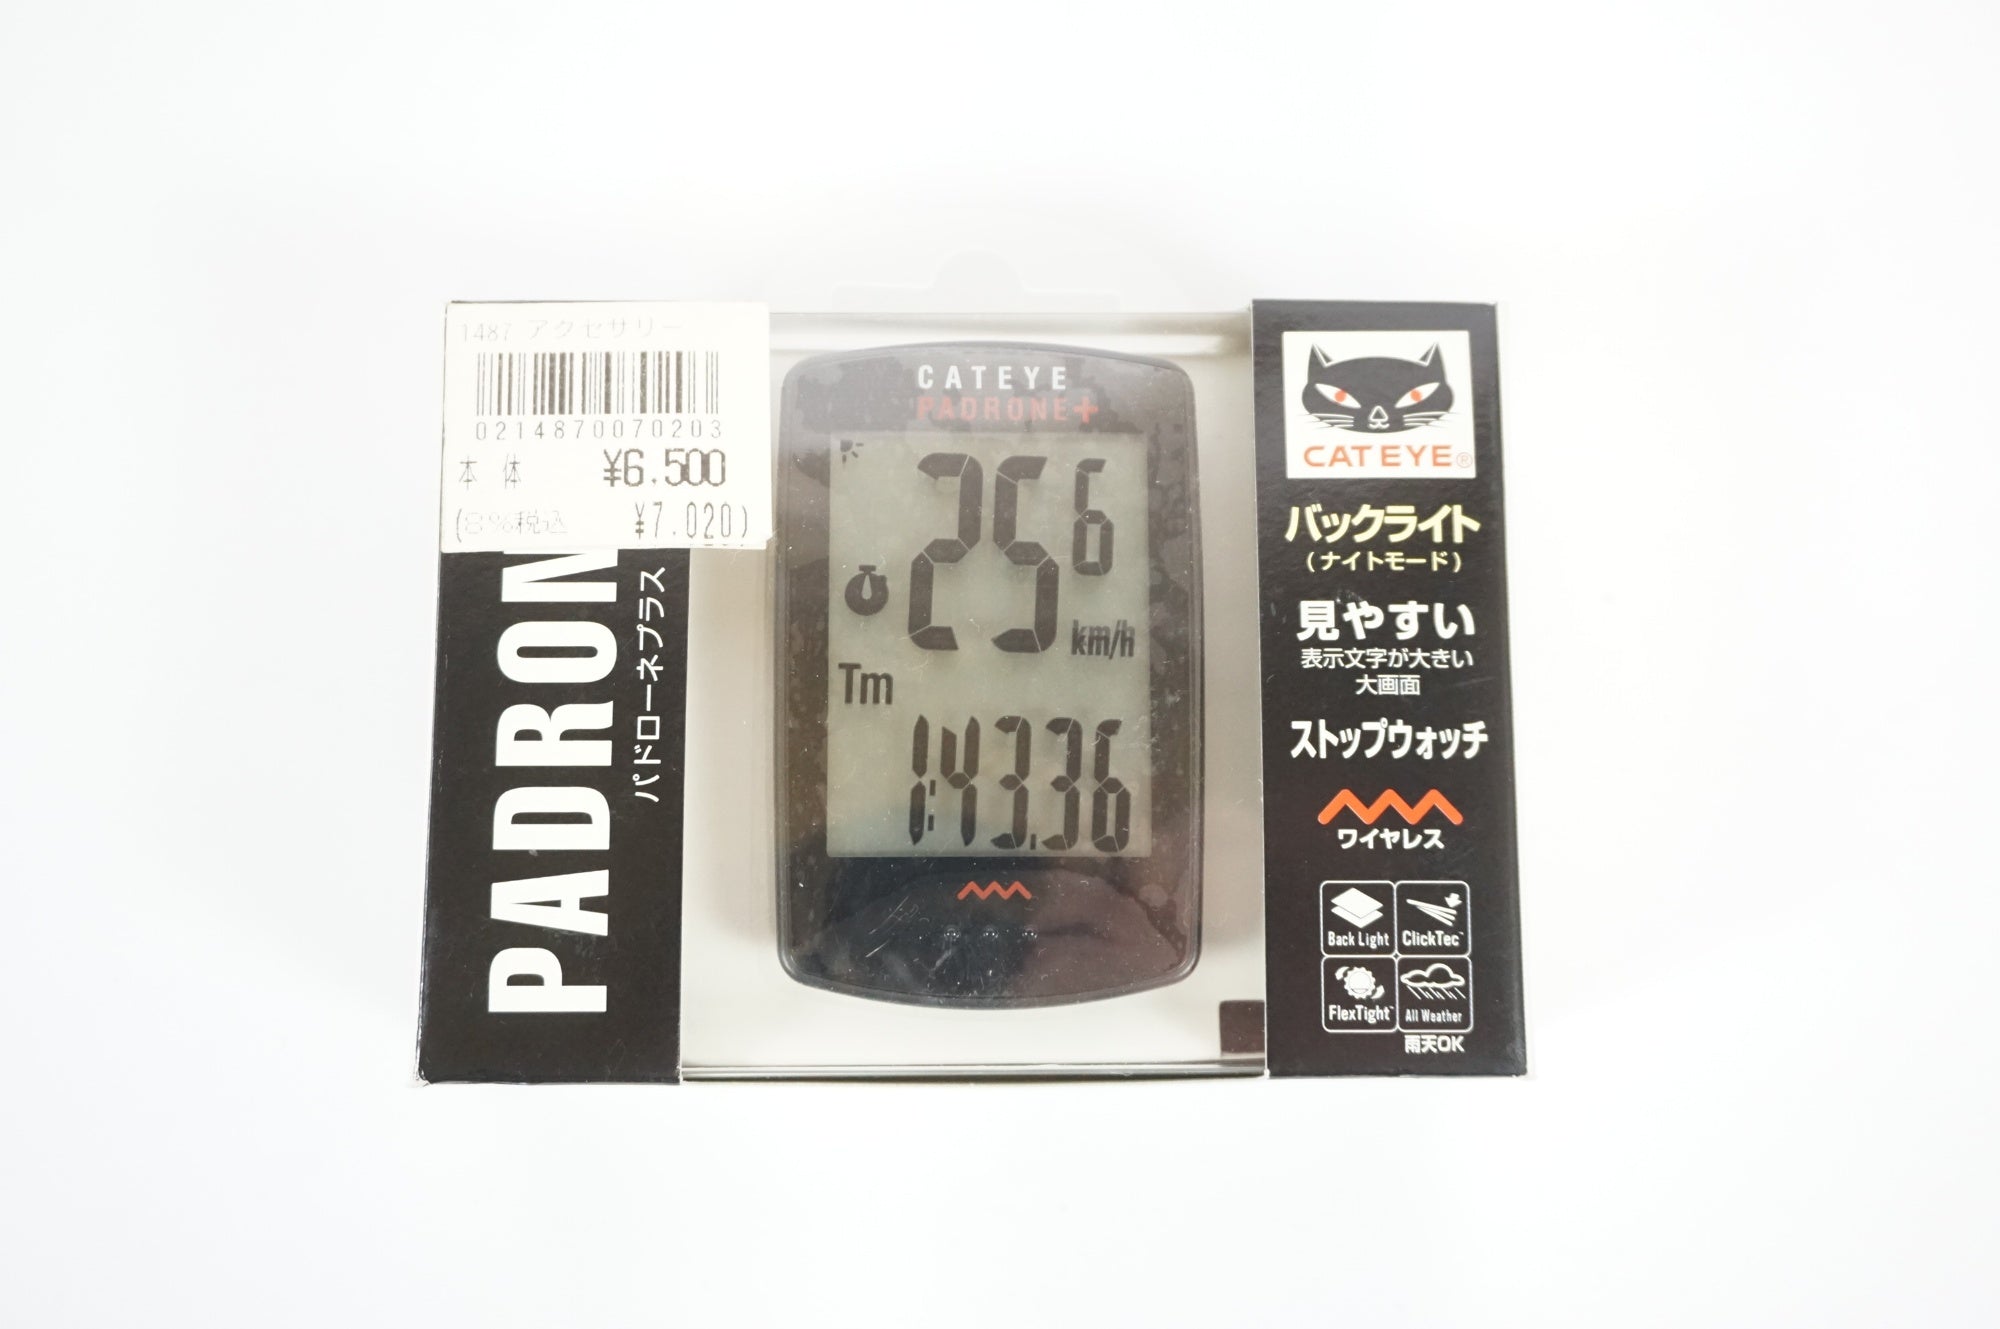 1487 アクセサリー
0214870070203
本体 ¥6,500
(8%税込 ¥7,020)
PADRON
パドローネプラス
CATEYE
PADRONE+
25 6
km/h
Tm
1:43.36
CAT EYE®
バックライト
(ナイトモード)
見やすい
表示文字が大きい
大画面
ストップウォッチ
ワイヤレス
Back Light
ClickTec™
FlexTight™
All Weather
雨天OK